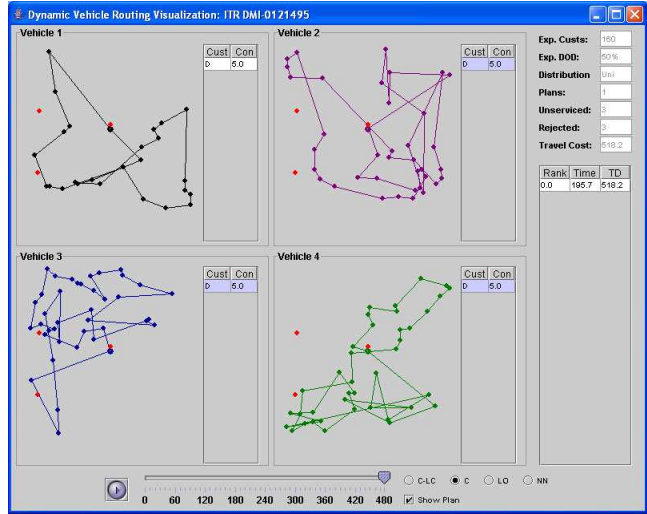 Dynamic Vehicle Routing Visualization: ITR DMI-0121495
Vehicle 1
Cust Con
D 5.0
Vehicle 2
Cust Con
D 5.0
Exp. Custs: 160
Exp. DOD: 50%
Distribution Uni
Plans: 1
Unserviced: 3
Rejected: 3
Travel Cost: 518.2
Rank Time TD
0.0 195.7 518.2
Vehicle 3
Cust Con
D 5.0
Vehicle 4
Cust Con
D 5.0
C-LC C LO NN
0 60 120 180 240 300 360 420 480
Show Plan